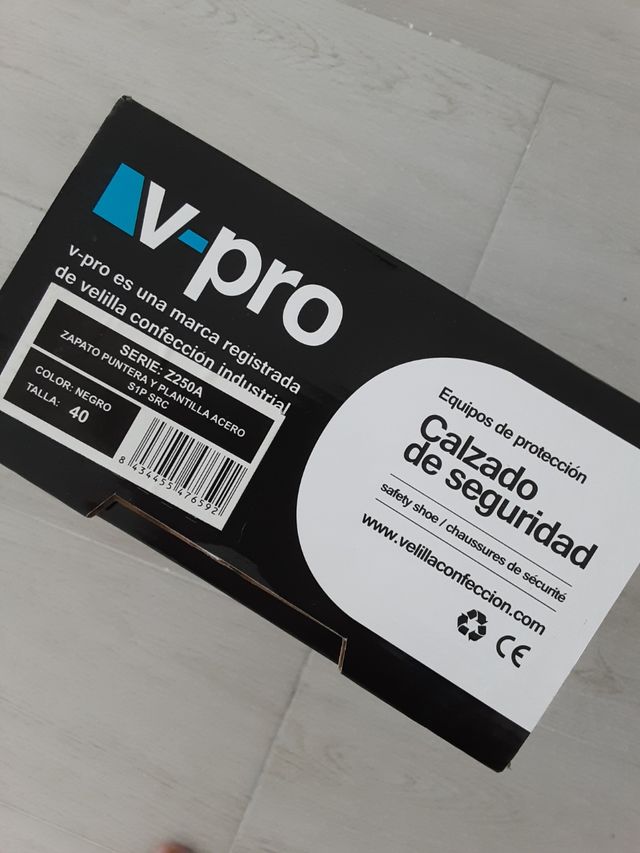 v-pro
v-pro es una marca registrada
de velilla confección industrial
SERIE: Z250A
ZAPATO PUNTERA Y PLANTILLA ACERO
S1P SRC
COLOR: NEGRO
TALLA: 40
8 434455 476592
Equipos de protección
Calzado
de seguridad
safety shoe / chaussures de sécurité
www.velillaconfeccion.com
CE